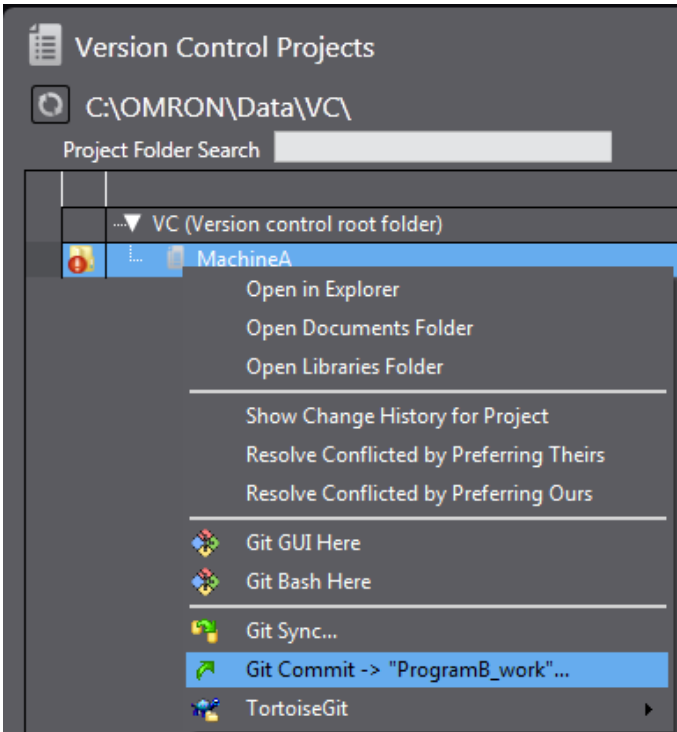 Version Control Projects
C:\OMRON\Data\VC\
Project Folder Search
VC (Version control root folder)
MachineA
Open in Explorer
Open Documents Folder
Open Libraries Folder
Show Change History for Project
Resolve Conflicted by Preferring Theirs
Resolve Conflicted by Preferring Ours
Git GUI Here
Git Bash Here
Git Sync...
Git Commit -> "ProgramB_work"...
TortoiseGit